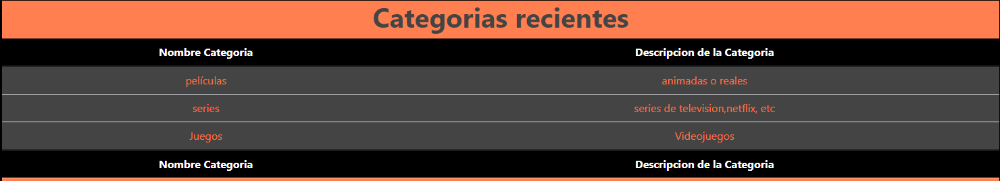 Categorias recientes
Nombre Categoria Descripcion de la Categoria
películas animadas o reales
series series de television,netflix, etc
Juegos Videojuegos
Nombre Categoria Descripcion de la Categoria